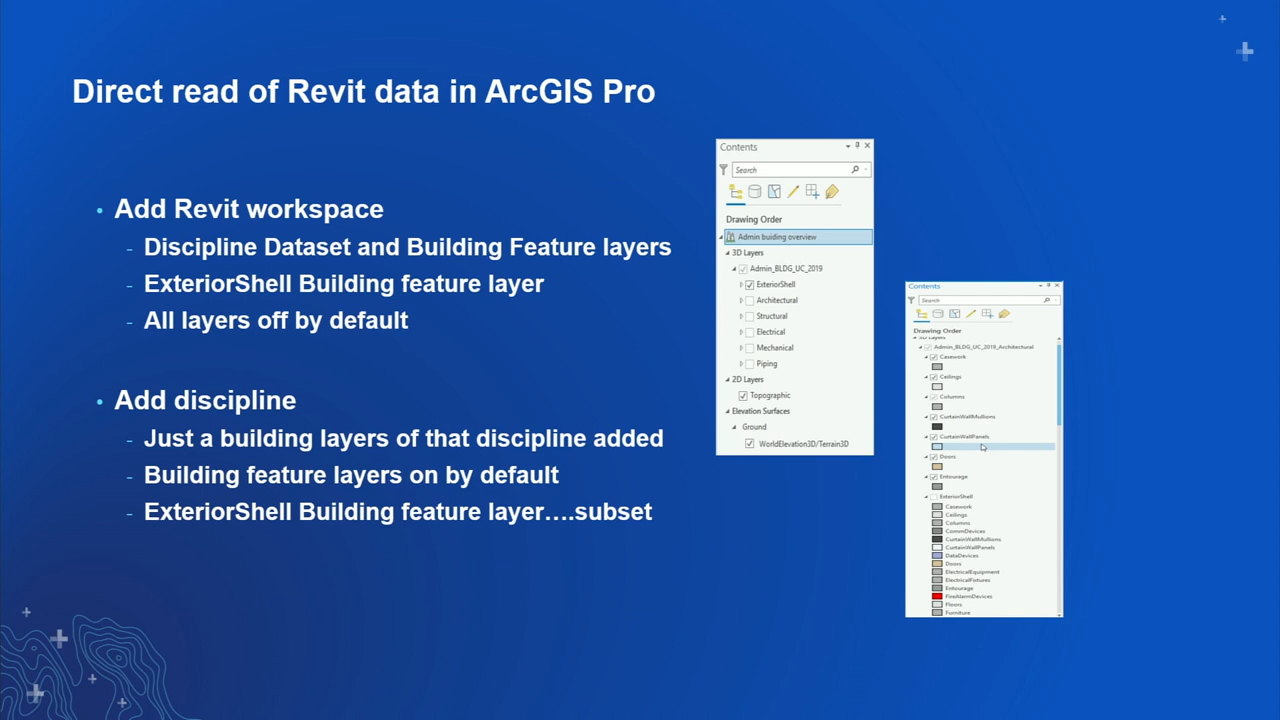 Direct read of Revit data in ArcGIS Pro
Add Revit workspace
- Discipline Dataset and Building Feature layers
- ExteriorShell Building feature layer
- All layers off by default
Add discipline
- Just a building layers of that discipline added
- Building feature layers on by default
- ExteriorShell Building feature layer….subset
Contents
Search
Drawing Order
Admin buiding overview
3D Layers
Admin_BLDG_UC_2019
ExteriorShell
Architectural
Structural
Electrical
Mechanical
Piping
2D Layers
Topographic
Elevation Surfaces
Ground
WorldElevation3D/Terrain3D
Contents
Search
Drawing Order
3D Layers
Admin_BLDG_UC_2019_Architectural
Casework
Ceilings
Columns
CurtainWallMullions
CurtainWallPanels
Doors
Entourage
ExteriorShell
Casework
Ceilings
Columns
CommDevices
CurtainWallMullions
CurtainWallPanels
DataDevices
Doors
ElectricalEquipment
ElectricalFixtures
Entourage
FireAlarmDevices
Floors
Furniture